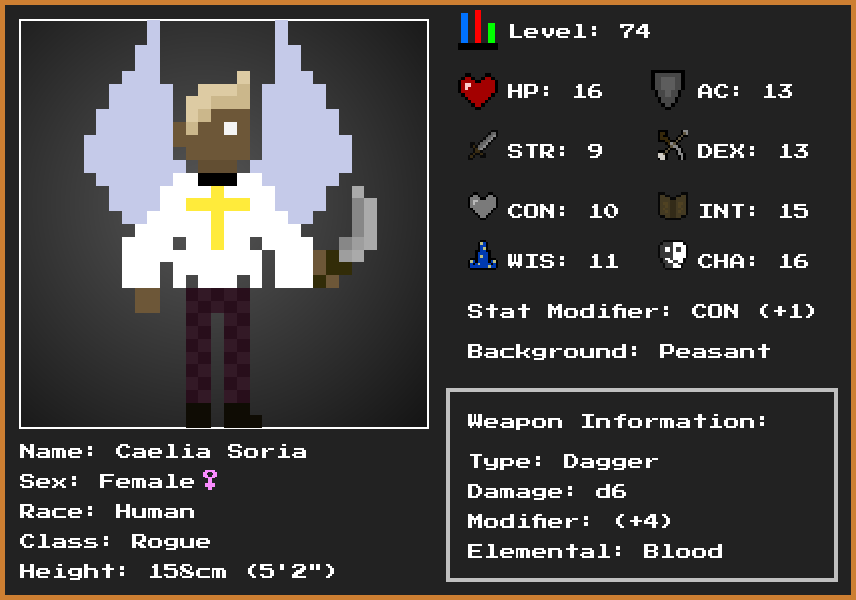 Level: 74
HP: 16
AC: 13
STR: 9
DEX: 13
CON: 10
INT: 15
WIS: 11
CHA: 16
Stat Modifier: CON (+1)
Background: Peasant
Weapon Information:
Type: Dagger
Damage: d6
Modifier: (+4)
Elemental: Blood
Name: Caelia Soria
Sex: Female♀
Race: Human
Class: Rogue
Height: 158cm (5'2")